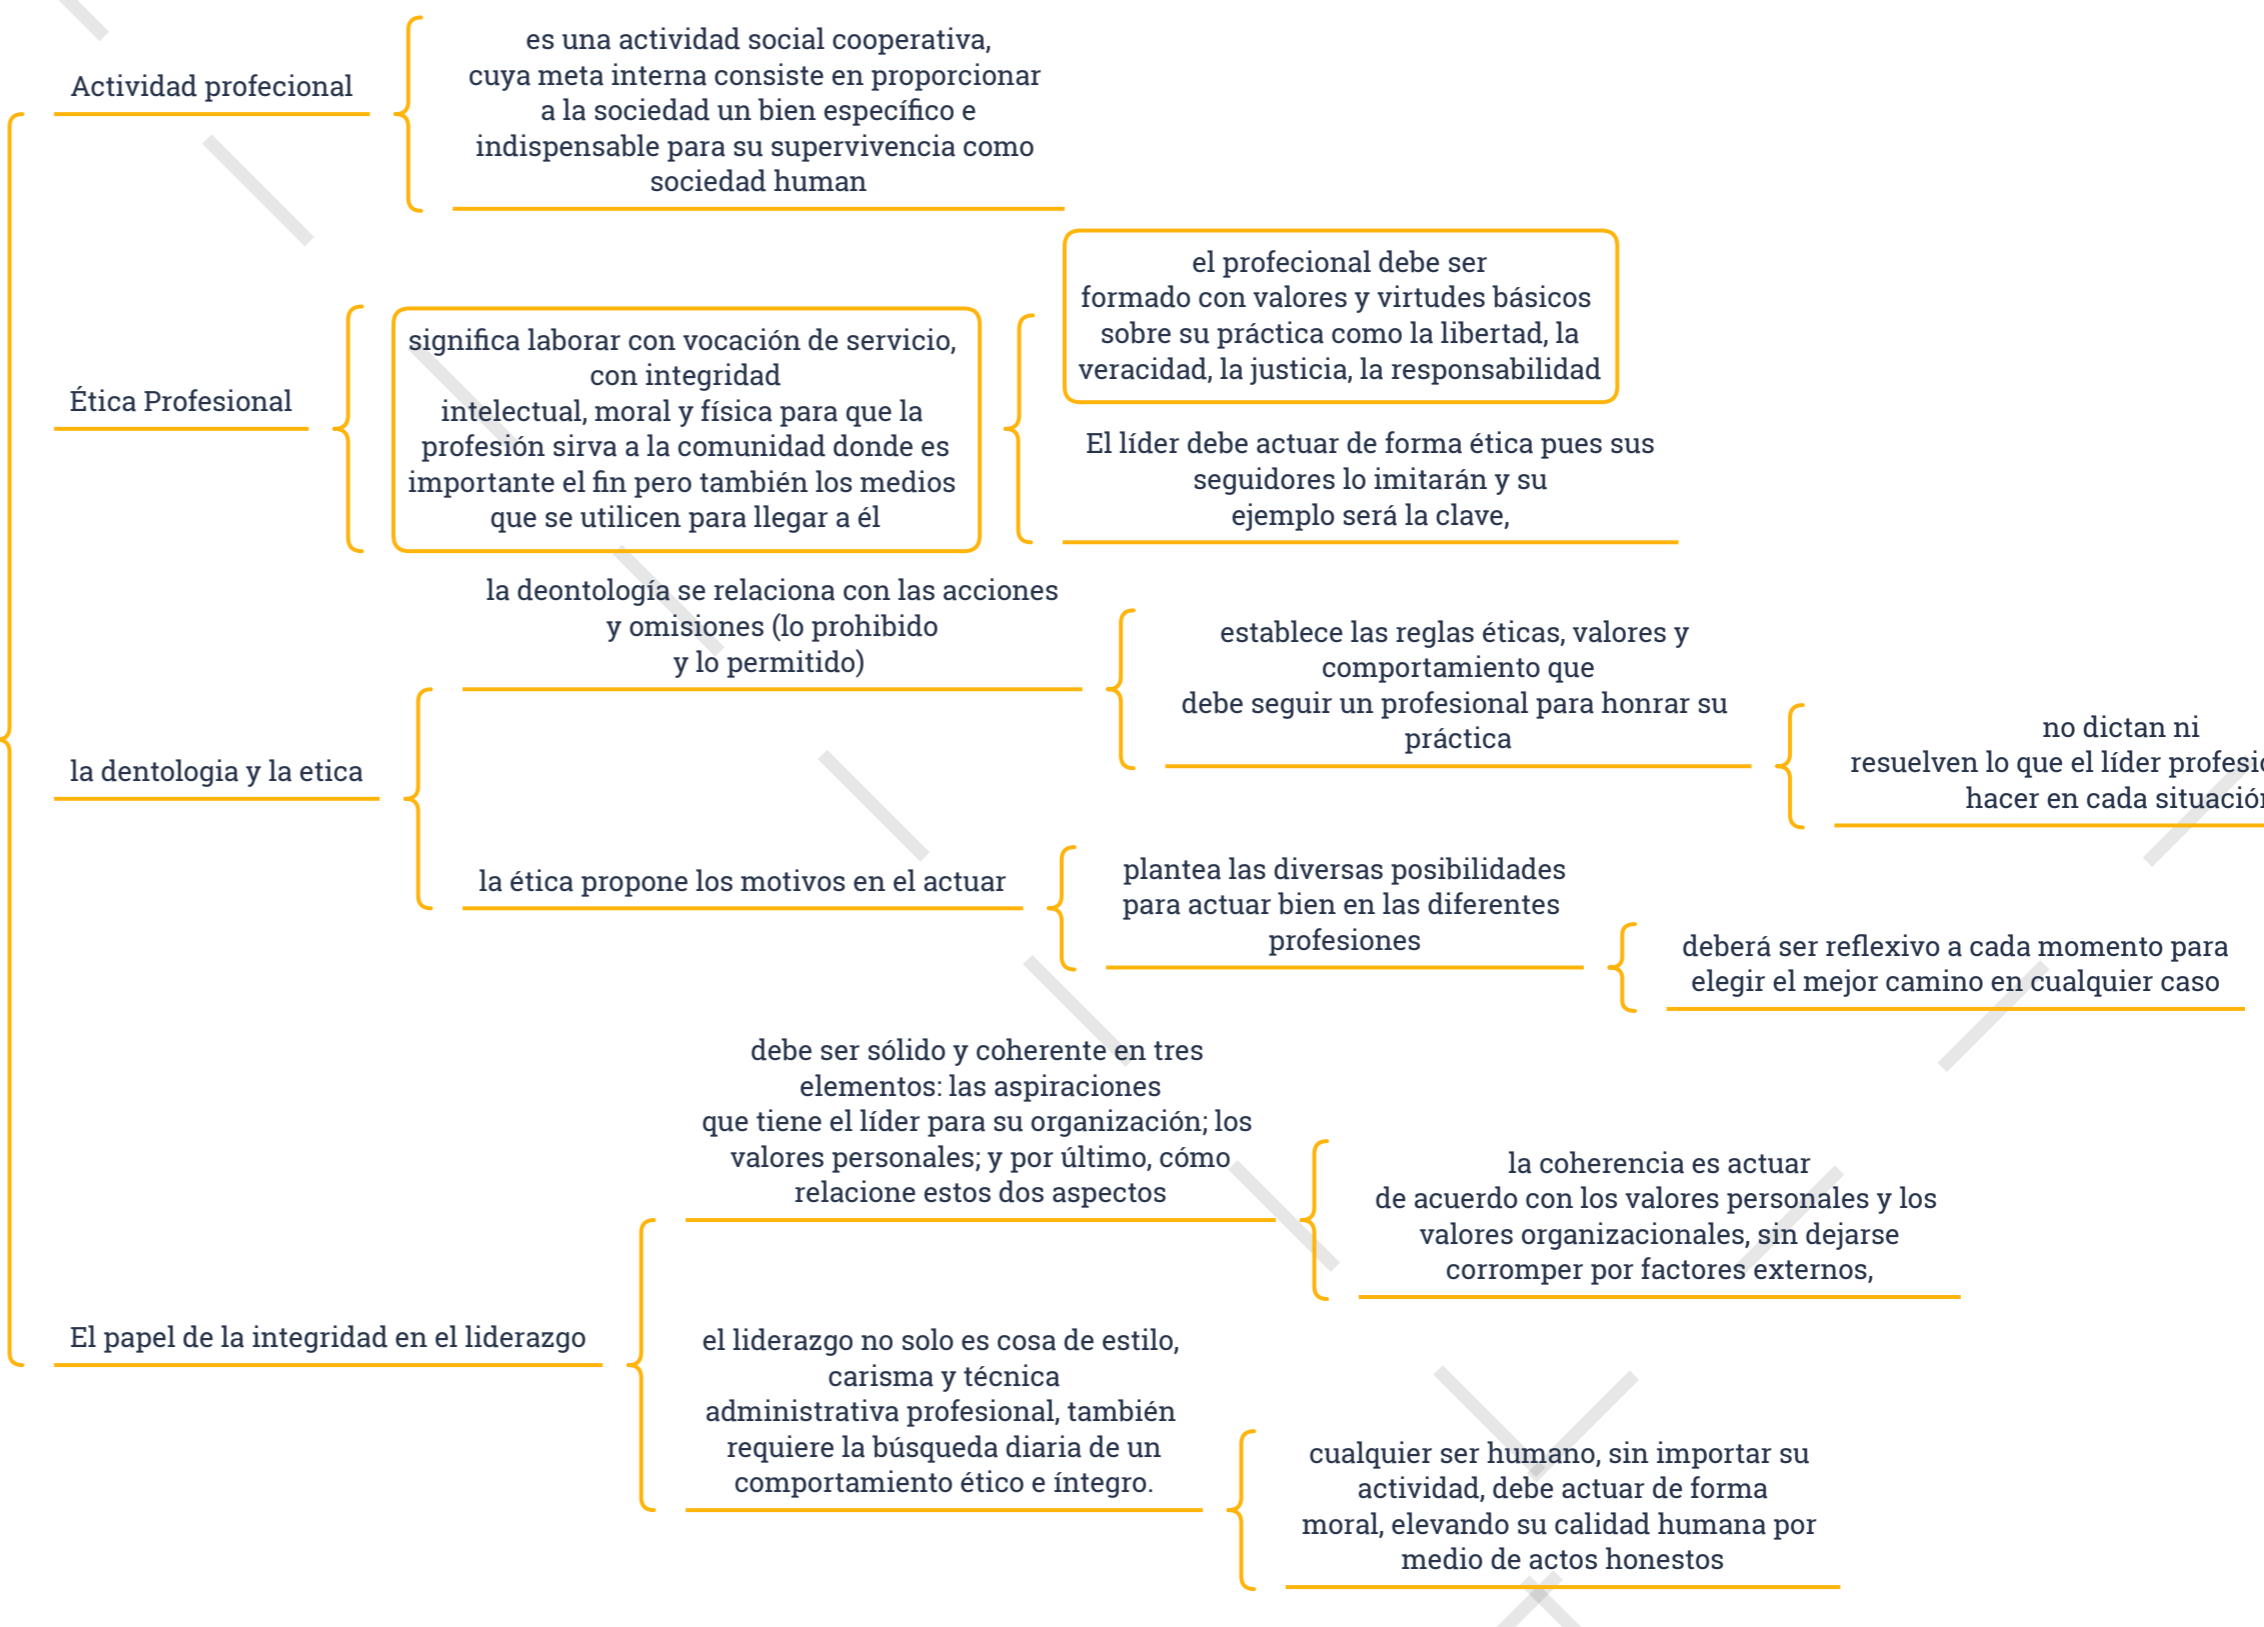 Actividad profecional
es una actividad social cooperativa,
cuya meta interna consiste en proporcionar
a la sociedad un bien específico e
indispensable para su supervivencia como
sociedad human
Ética Profesional
significa laborar con vocación de servicio,
con integridad
intelectual, moral y física para que la
profesión sirva a la comunidad donde es
importante el fin pero también los medios
que se utilicen para llegar a él
el profecional debe ser
formado con valores y virtudes básicos
sobre su práctica como la libertad, la
veracidad, la justicia, la responsabilidad
El líder debe actuar de forma ética pues sus
seguidores lo imitarán y su
ejemplo será la clave,
la dentologia y la etica
la deontología se relaciona con las acciones
y omisiones (lo prohibido
y lo permitido)
establece las reglas éticas, valores y
comportamiento que
debe seguir un profesional para honrar su
práctica
no dictan ni
resuelven lo que el líder
hacer en cada situación
la ética propone los motivos en el actuar
plantea las diversas posibilidades
para actuar bien en las diferentes
profesiones
deberá ser reflexivo a cada momento para
elegir el mejor camino en cualquier caso
El papel de la integridad en el liderazgo
debe ser sólido y coherente en tres
elementos: las aspiraciones
que tiene el líder para su organización; los
valores personales; y por último, cómo
relacione estos dos aspectos
la coherencia es actuar
de acuerdo con los valores personales y los
valores organizacionales, sin dejarse
corromper por factores externos,
el liderazgo no solo es cosa de estilo,
carisma y técnica
administrativa profesional, también
requiere la búsqueda diaria de un
comportamiento ético e íntegro.
cualquier ser humano, sin importar su
actividad, debe actuar de forma
moral, elevando su calidad humana por
medio de actos honestos